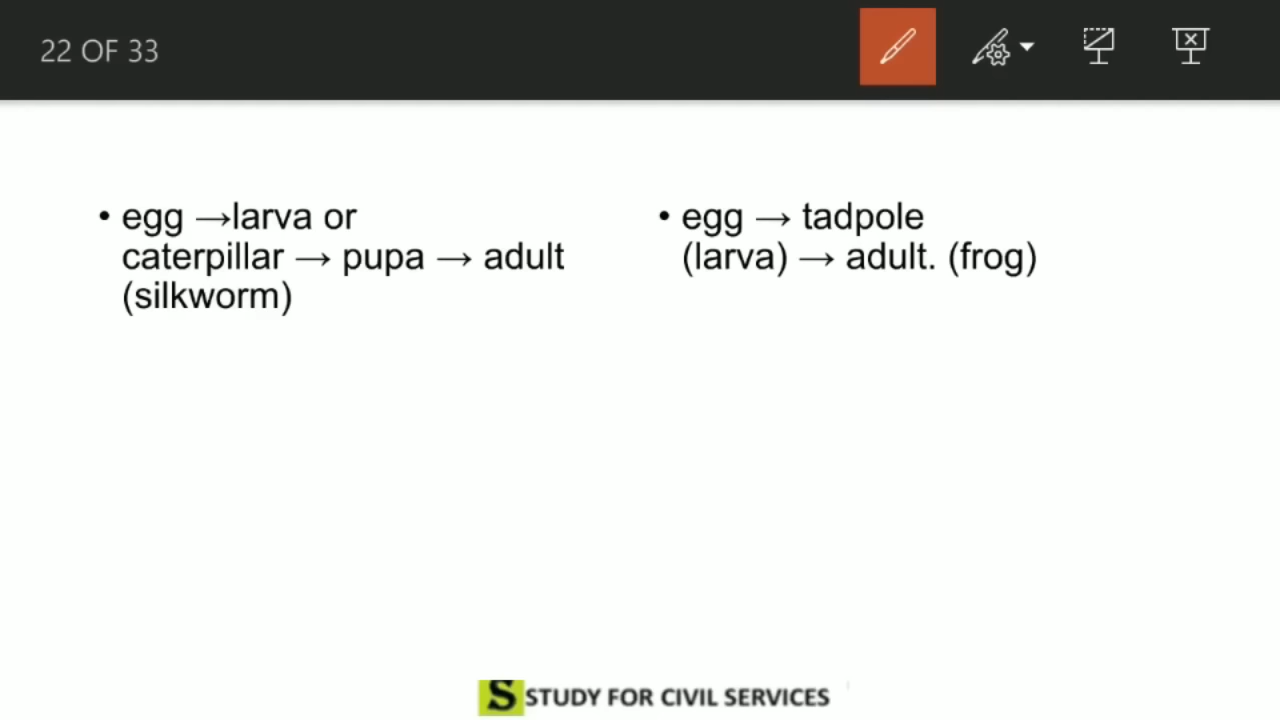 22 OF 33
• egg →larva or
caterpillar → pupa → adult
(silkworm)
• egg → tadpole
(larva) → adult. (frog)
S STUDY FOR CIVIL SERVICES